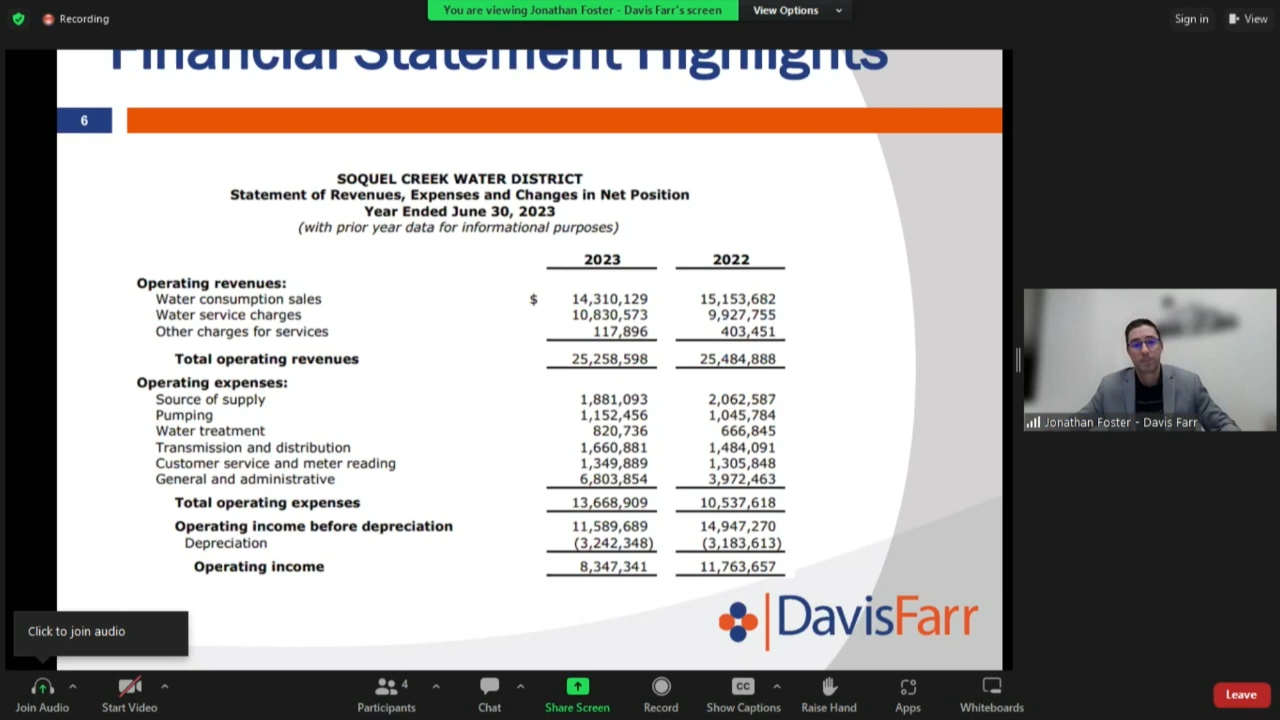 Recording
You are viewing Jonathan Foster - Davis Farr's screen
View Options
Sign in
View
Financial Statement Highlights
6
SOQUEL CREEK WATER DISTRICT
Statement of Revenues, Expenses and Changes in Net Position
Year Ended June 30, 2023
(with prior year data for informational purposes)
2023 2022
Operating revenues:
Water consumption sales $ 14,310,129 15,153,682
Water service charges 10,830,573 9,927,755
Other charges for services 117,896 403,451
Total operating revenues 25,258,598 25,484,888
Operating expenses:
Source of supply 1,881,093 2,062,587
Pumping 1,152,456 1,045,784
Water treatment 820,736 666,845
Transmission and distribution 1,660,881 1,484,091
Customer service and meter reading 1,349,889 1,305,848
General and administrative 6,803,854 3,972,463
Total operating expenses 13,668,909 10,537,618
Operating income before depreciation 11,589,689 14,947,270
Depreciation (3,242,348) (3,183,613)
Operating income 8,347,341 11,763,657
DavisFarr
Jonathan Foster - Davis Farr
Click to join audio
Join Audio
Start Video
Participants
4
Chat
Share Screen
Record
CC
Show Captions
Raise Hand
Apps
Whiteboards
Leave